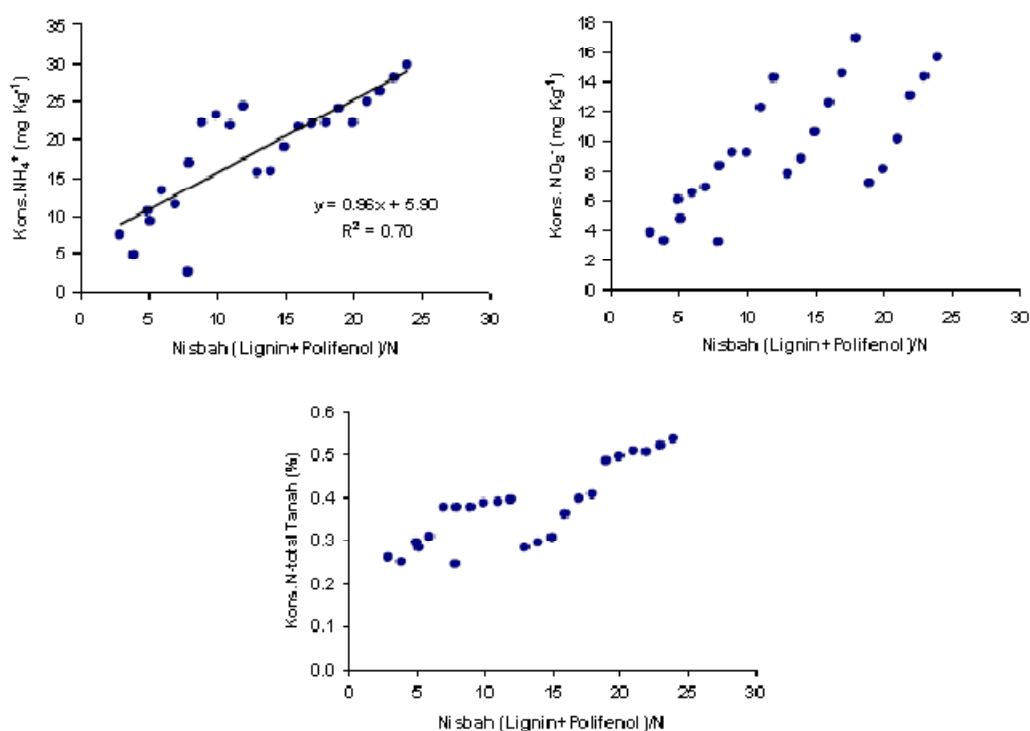 35
30
25
20
15
10
5
0
Kons.NH₄⁺ (mg Kg⁻¹)
y = 0.96x + 5.90
R² = 0.70
0 5 10 15 20 25 30
Nisbah (Lignin+Polifenol)/N
18
16
14
12
10
8
6
4
2
0
Kons.NO₃⁻ (mg Kg⁻¹)
0 5 10 15 20 25 30
Nisbah (Lignin+Polifenol)/N
0.6
0.5
0.4
0.3
0.2
0.1
0.0
Kons.N-total Tanah (%)
0 5 10 15 20 25 30
Nisbah (Lignin+Polifenol)/N